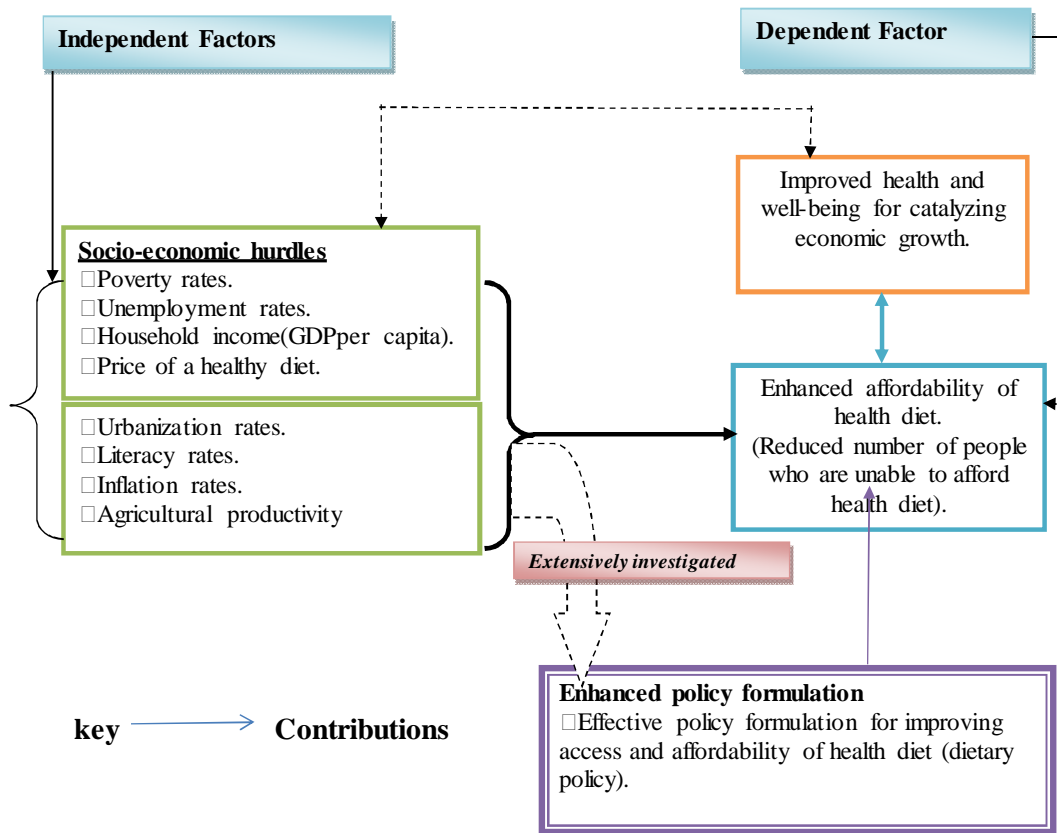 Independent Factors
Dependent Factor
Improved health and
well-being for catalyzing
economic growth.
Socio-economic hurdles
□Poverty rates.
□Unemployment rates.
□Household income(GDPper capita).
□Price of a healthy diet.
□Urbanization rates.
□Literacy rates.
□Inflation rates.
□Agricultural productivity
Enhanced affordability of
health diet.
(Reduced number of people
who are unable to afford
health diet).
Extensively investigated
Enhanced policy formulation
□Effective policy formulation for improving
access and affordability of health diet (dietary
policy).
key
Contributions